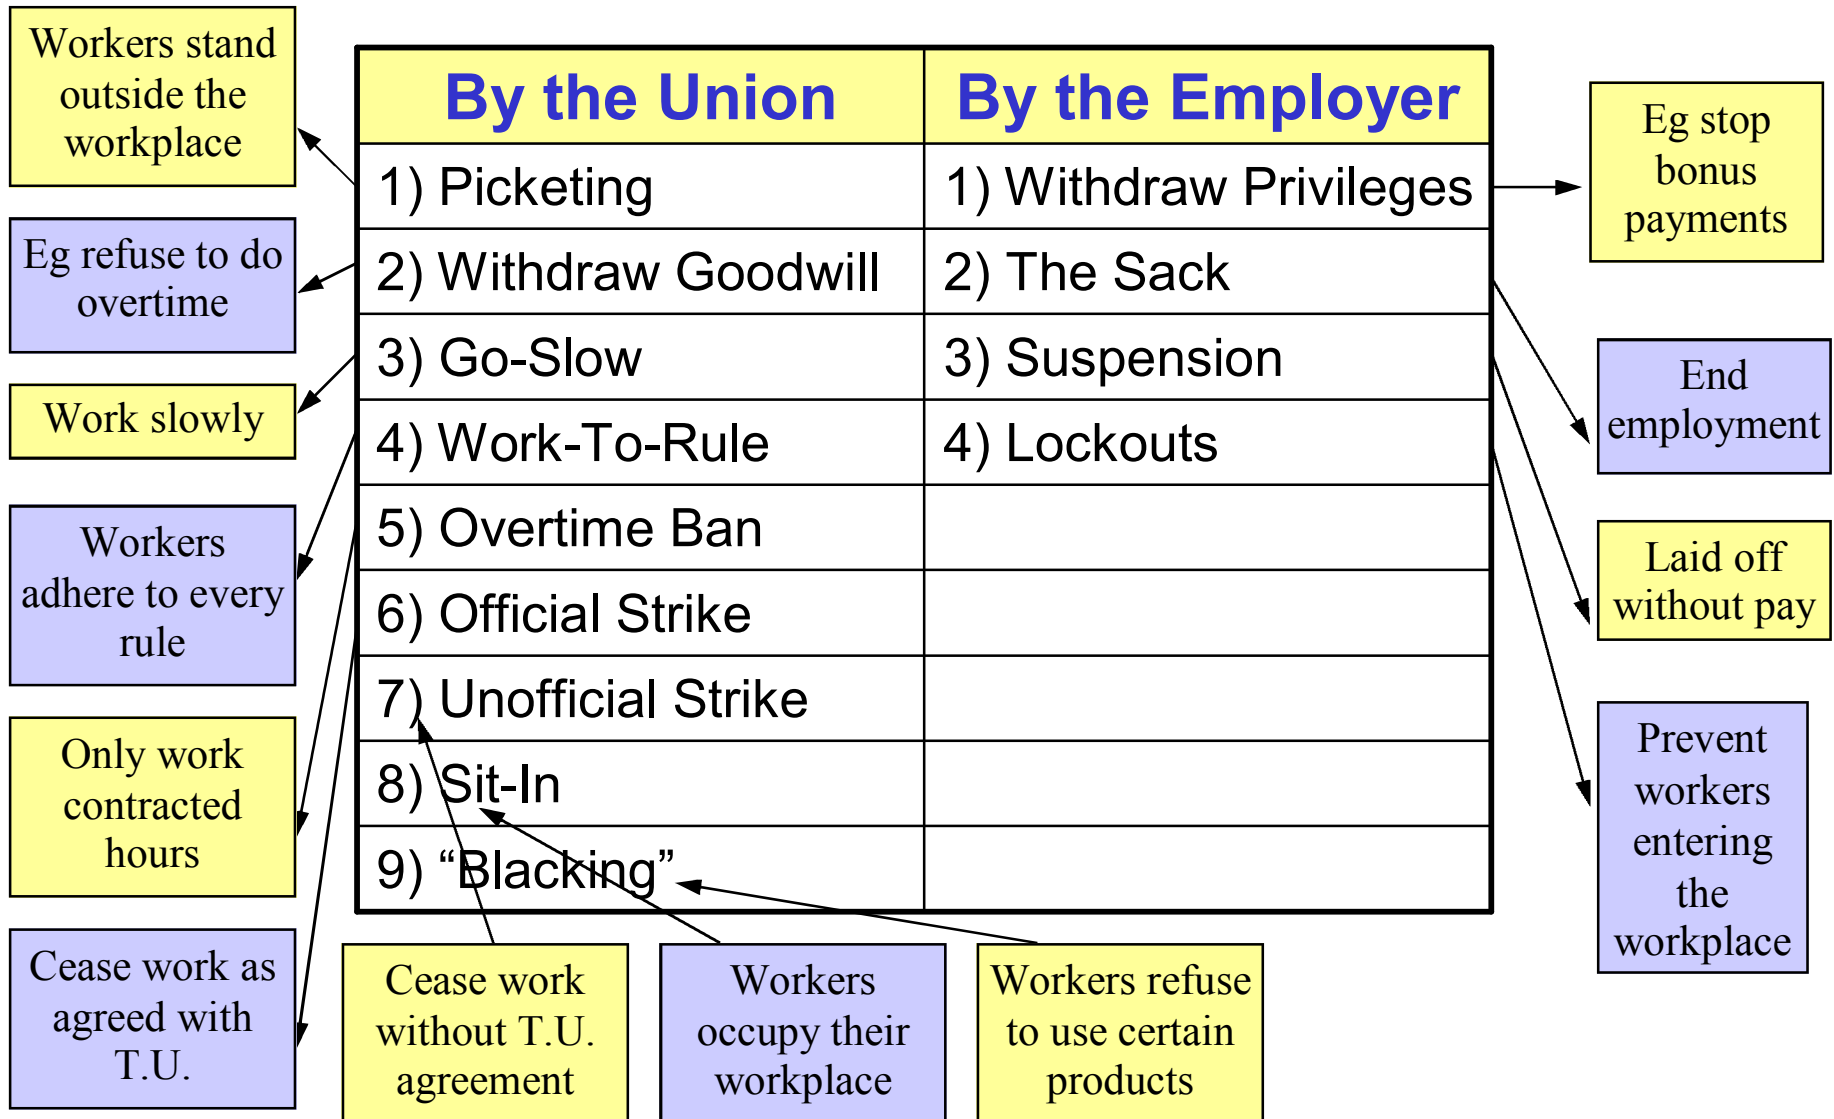 Workers stand
outside the
workplace
Eg refuse to do
overtime
Work slowly
Workers
adhere to every
rule
Only work
contracted
hours
Cease work as
agreed with
T.U.
By the Union
By the Employer
1) Picketing
1) Withdraw Privileges
2) Withdraw Goodwill
2) The Sack
3) Go-Slow
3) Suspension
4) Work-To-Rule
4) Lockouts
5) Overtime Ban
6) Official Strike
7) Unofficial Strike
8) Sit-In
9) “Blacking”
Eg stop
bonus
payments
End
employment
Laid off
without pay
Prevent
workers
entering
the
workplace
Cease work
without T.U.
agreement
Workers
occupy their
workplace
Workers refuse
to use certain
products